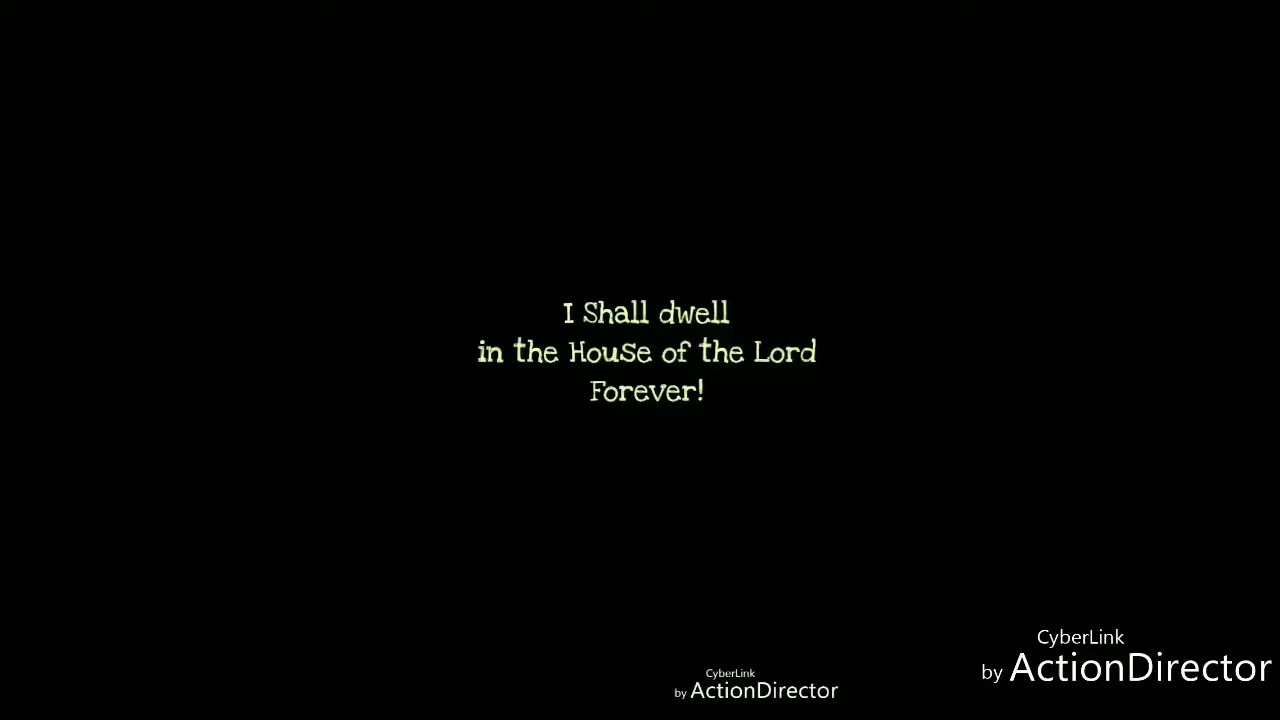 I Shall dwell
in the House of the Lord
Forever!
CyberLink
by ActionDirector
CyberLink
by ActionDirector